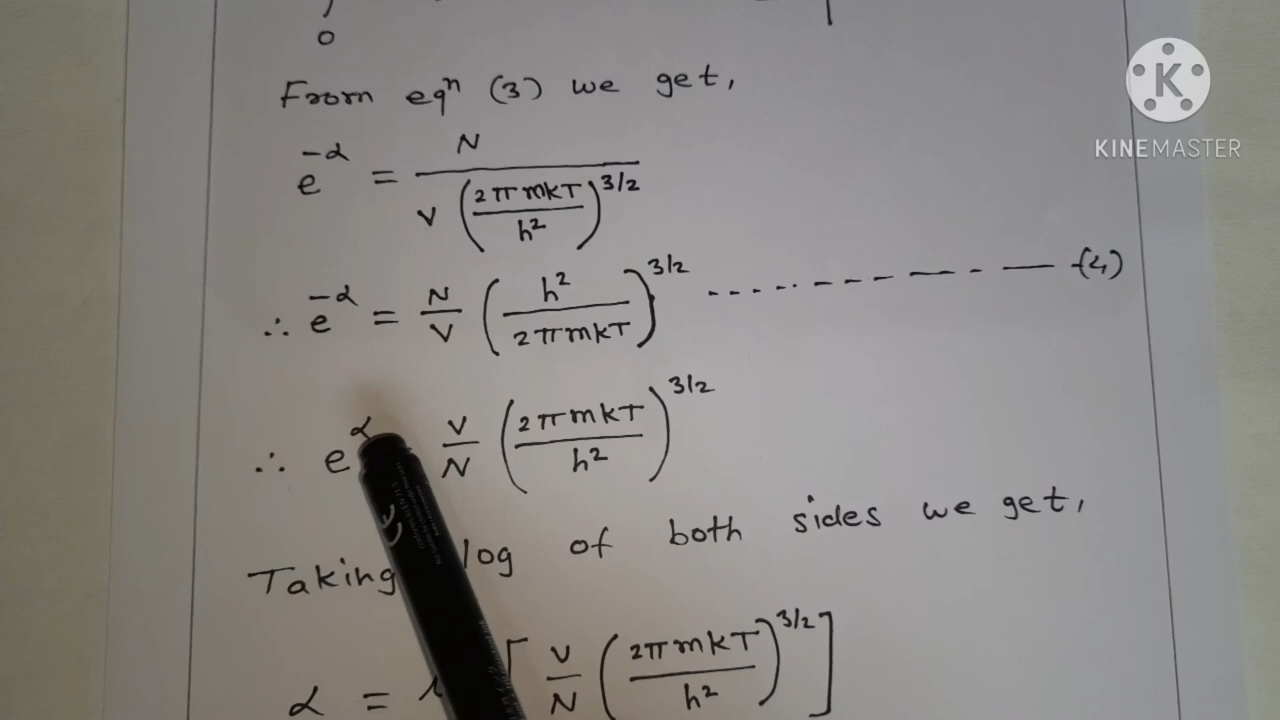 0
From eqⁿ (3) we get,
K
KINEMASTER
e^{-α} = N / V (2πmkT / h²)^{3/2}
∴ e^{-α} = N/V (h² / 2πmkT)^{3/2} ------------ (4)
∴ e^α V/N (2πmkT / h²)^{3/2}
Taking log of both sides we get,
α = [V/N (2πmkT / h²)^{3/2}]